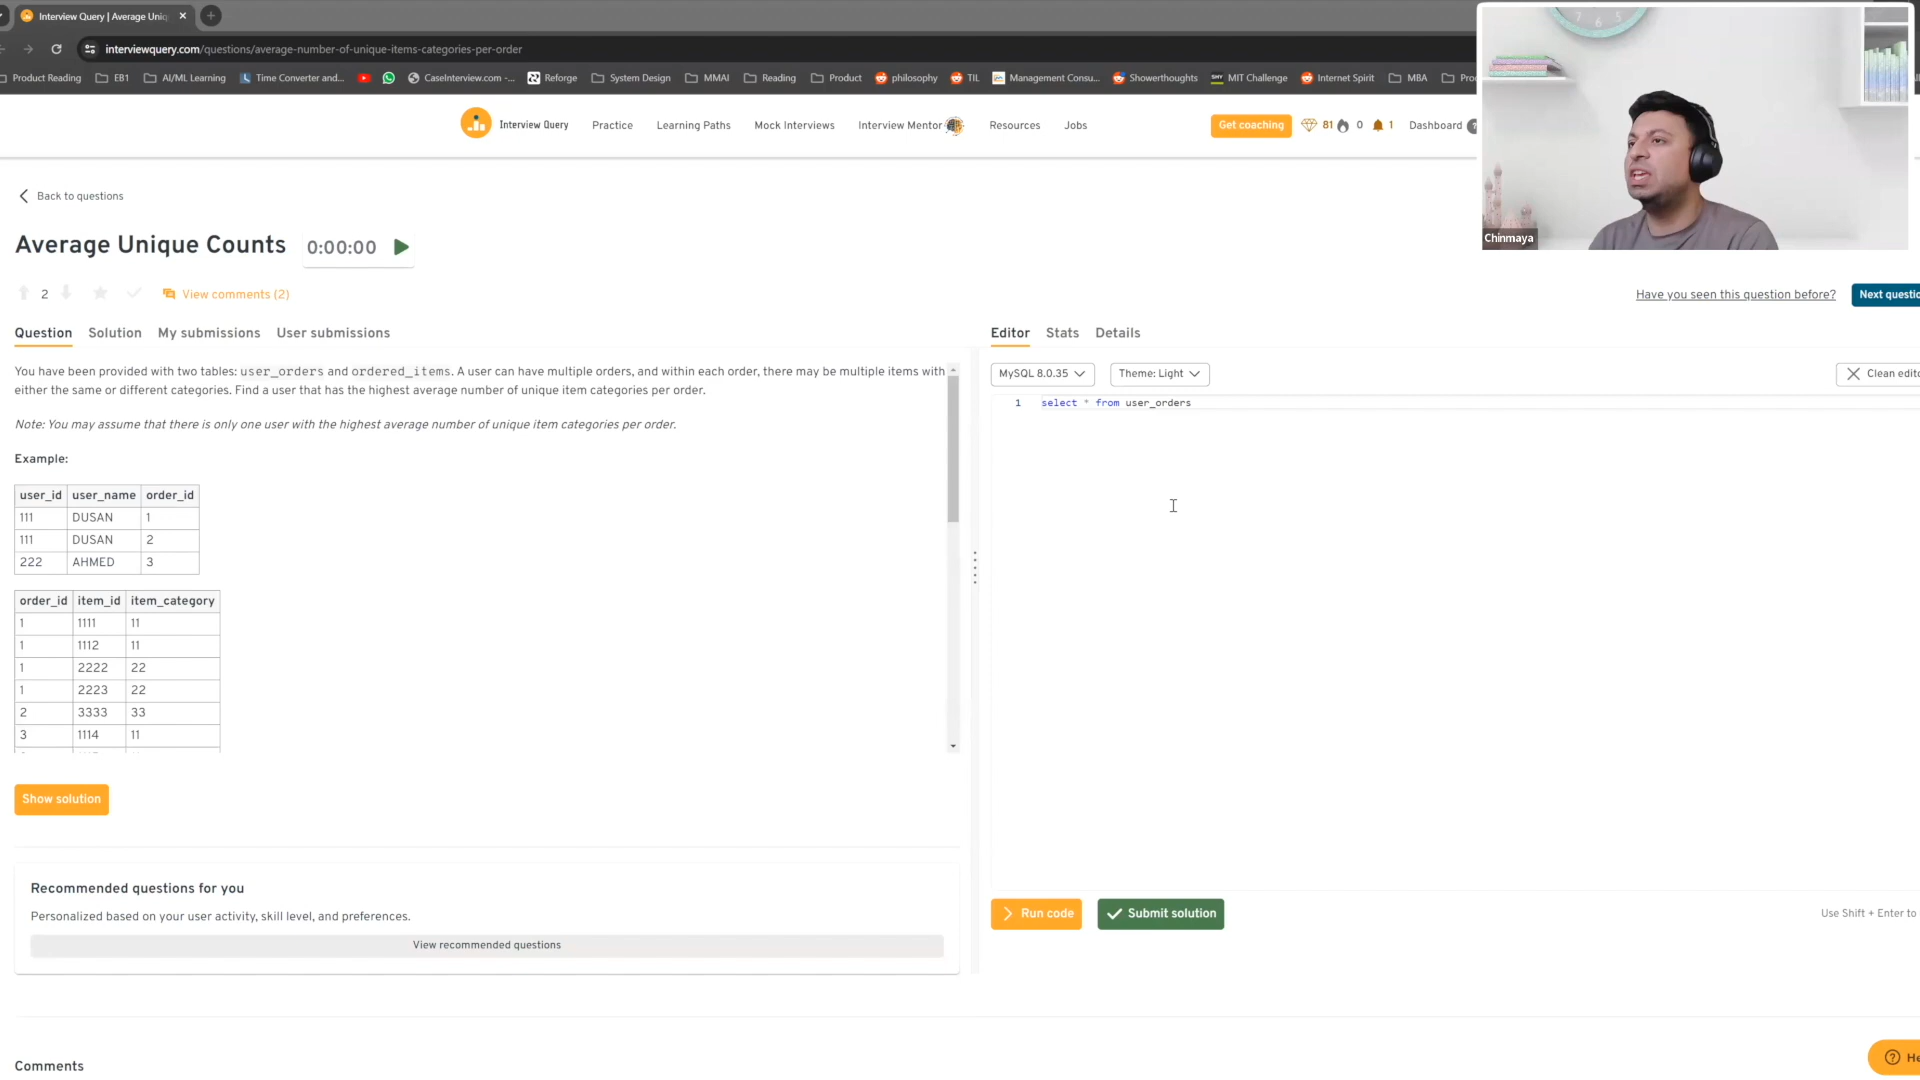 Interview Query | Average Uniq
interviewquery.com/questions/average-number-of-unique-items-categories-per-order
Product Reading EB1 AI/ML Learning Time Converter and... CaseInterview.com -... Reforge System Design MMAI Reading Product philosophy TIL Management Consu... Showerthoughts MIT Challenge Internet Spirit MBA
7 6 5
Interview Query Practice Learning Paths Mock Interviews Interview Mentor Resources Jobs Get coaching 81 0 1 Dashboard
Chinmaya
Back to questions
Average Unique Counts 0:00:00
2 View comments (2)
Have you seen this question before? Next questio
Question Solution My submissions User submissions
You have been provided with two tables: user_orders and ordered_items. A user can have multiple orders, and within each order, there may be multiple items with
either the same or different categories. Find a user that has the highest average number of unique item categories per order.
Note: You may assume that there is only one user with the highest average number of unique item categories per order.
Example:
user_id user_name order_id
111 DUSAN 1
111 DUSAN 2
222 AHMED 3
order_id item_id item_category
1 1111 11
1 1112 11
1 2222 22
1 2223 22
2 3333 33
3 1114 11
Show solution
Recommended questions for you
Personalized based on your user activity, skill level, and preferences.
View recommended questions
Comments
Editor Stats Details
MySQL 8.0.35 Theme: Light Clean edito
1 select * from user_orders
Run code Submit solution Use Shift + Enter to
He